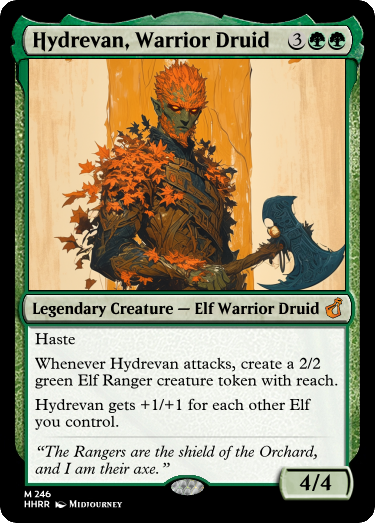 Hydrevan, Warrior Druid 3
Legendary Creature — Elf Warrior Druid
Haste
Whenever Hydrevan attacks, create a 2/2
green Elf Ranger creature token with reach.
Hydrevan gets +1/+1 for each other Elf
you control.
“The Rangers are the shield of the Orchard,
and I am their axe.”
4/4
M 246
HHRR Midjourney